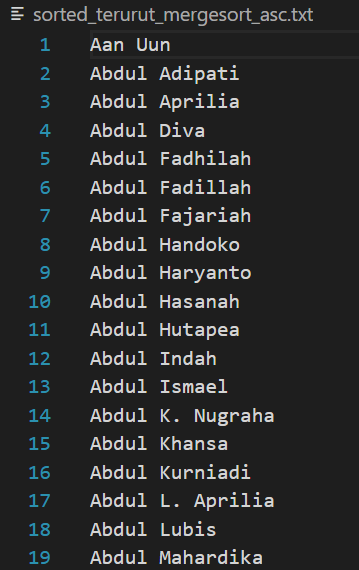 sorted_terurut_mergesort_asc.txt
1 Aan Uun
2 Abdul Adipati
3 Abdul Aprilia
4 Abdul Diva
5 Abdul Fadhilah
6 Abdul Fadillah
7 Abdul Fajariah
8 Abdul Handoko
9 Abdul Haryanto
10 Abdul Hasanah
11 Abdul Hutapea
12 Abdul Indah
13 Abdul Ismael
14 Abdul K. Nugraha
15 Abdul Khansa
16 Abdul Kurniadi
17 Abdul L. Aprilia
18 Abdul Lubis
19 Abdul Mahardika